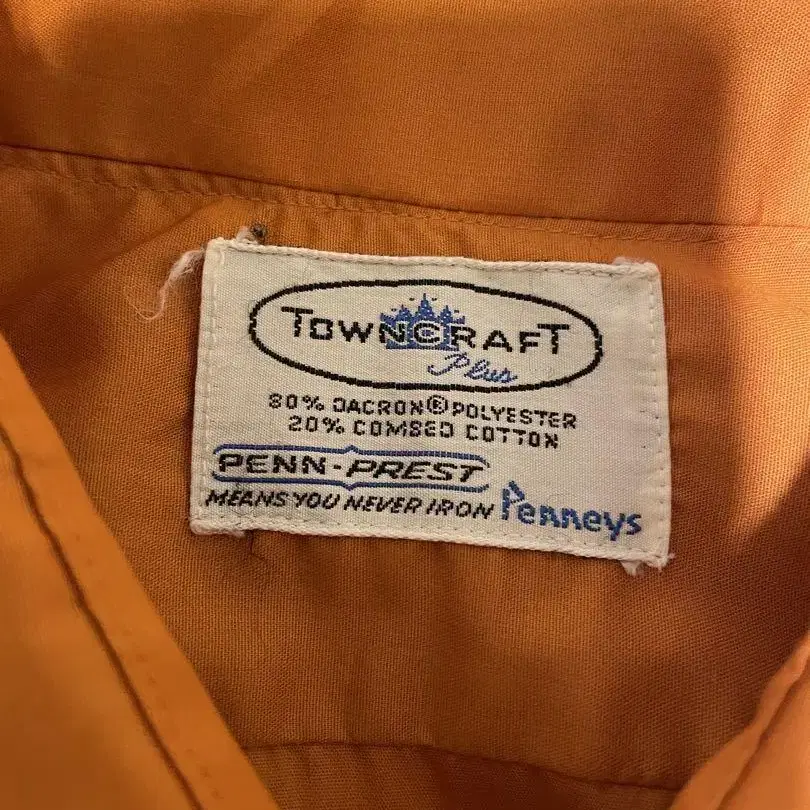 TOWNCRAFT
Plus
80% DACRON® POLYESTER
20% COMBED COTTON
PENN-PREST
MEANS YOU NEVER IRON Penneys